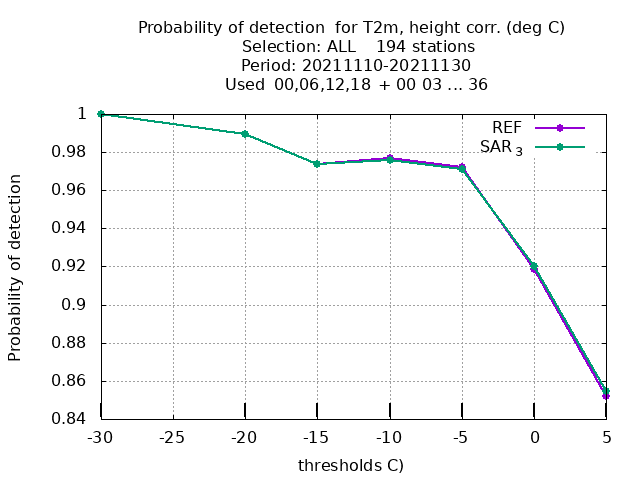 Probability of detection  for T2m, height corr. (deg C)
Selection: ALL    194 stations
Period: 20211110-20211130
Used  00,06,12,18 + 00 03 ... 36
REF
SAR 3
1
0.98
0.96
0.94
0.92
0.9
0.88
0.86
0.84
Probability of detection
-30 -25 -20 -15 -10 -5 0 5
thresholds C)